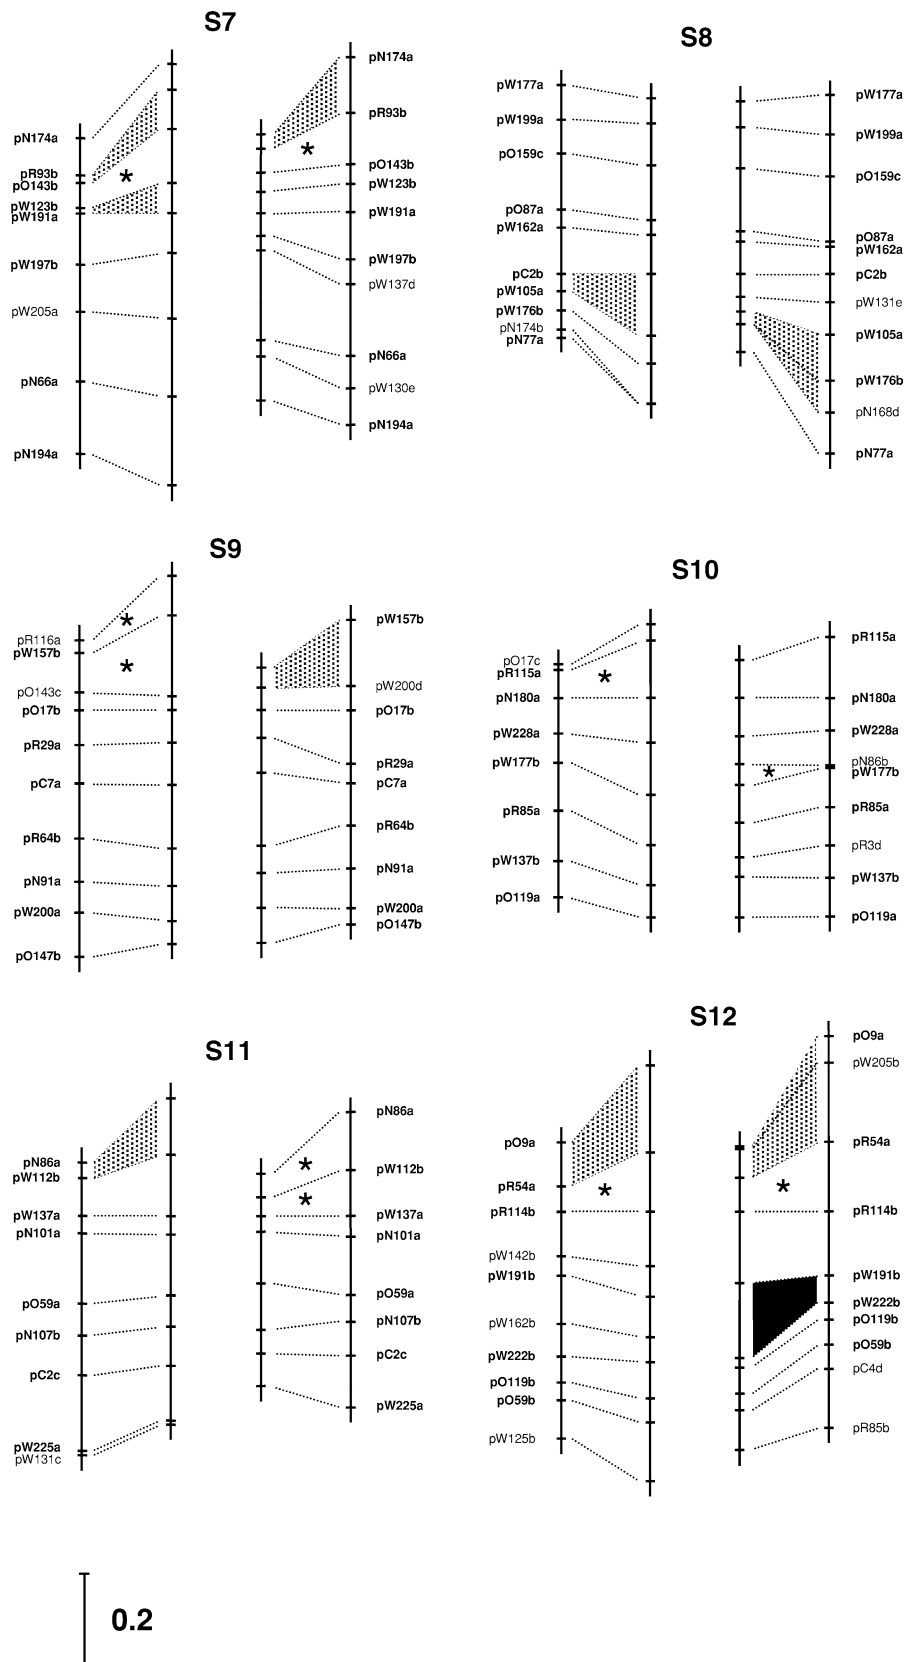 S7
pN174a
pR93b
pO143b
pW123b
pW191a
pW197b
pW205a
pN66a
pN194a
*
pN174a
pR93b
pO143b
pW123b
pW191a
pW197b
pW137d
pN66a
pW130e
pN194a
*
S8
pW177a
pW199a
pO159c
pO87a
pW162a
pC2b
pW105a
pW176b
pN174b
pN77a
pW177a
pW199a
pO159c
pO87a
pW162a
pC2b
pW131e
pW105a
pW176b
pN168d
pN77a
S9
pR116a
pW157b
pO143c
pO17b
pR29a
pC7a
pR64b
pN91a
pW200a
pO147b
*
*
pW157b
pW200d
pO17b
pR29a
pC7a
pR64b
pN91a
pW200a
pO147b
S10
pO17c
pR115a
pN180a
pW228a
pW177b
pR85a
pW137b
pO119a
*
pR115a
pN180a
pW228a
pN86b
pW177b
pR85a
pR3d
pW137b
pO119a
*
S11
pN86a
pW112b
pW137a
pN101a
pO59a
pN107b
pC2c
pW225a
pW131c
pN86a
pW112b
pW137a
pN101a
pO59a
pN107b
pC2c
pW225a
*
*
S12
pO9a
pR54a
pR114b
pW142b
pW191b
pW162b
pW222b
pO119b
pO59b
pW125b
*
pO9a
pW205b
pR54a
pR114b
pW191b
pW222b
pO119b
pO59b
pC4d
pR85b
*
0.2